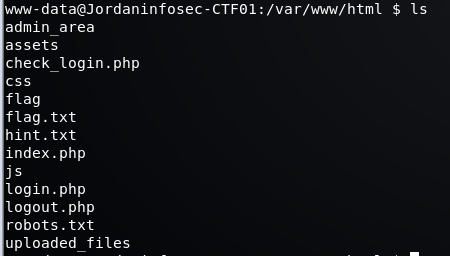 www-data@Jordaninfosec-CTF01:/var/www/html $ ls
admin_area
assets
check_login.php
css
flag
flag.txt
hint.txt
index.php
js
login.php
logout.php
robots.txt
uploaded_files